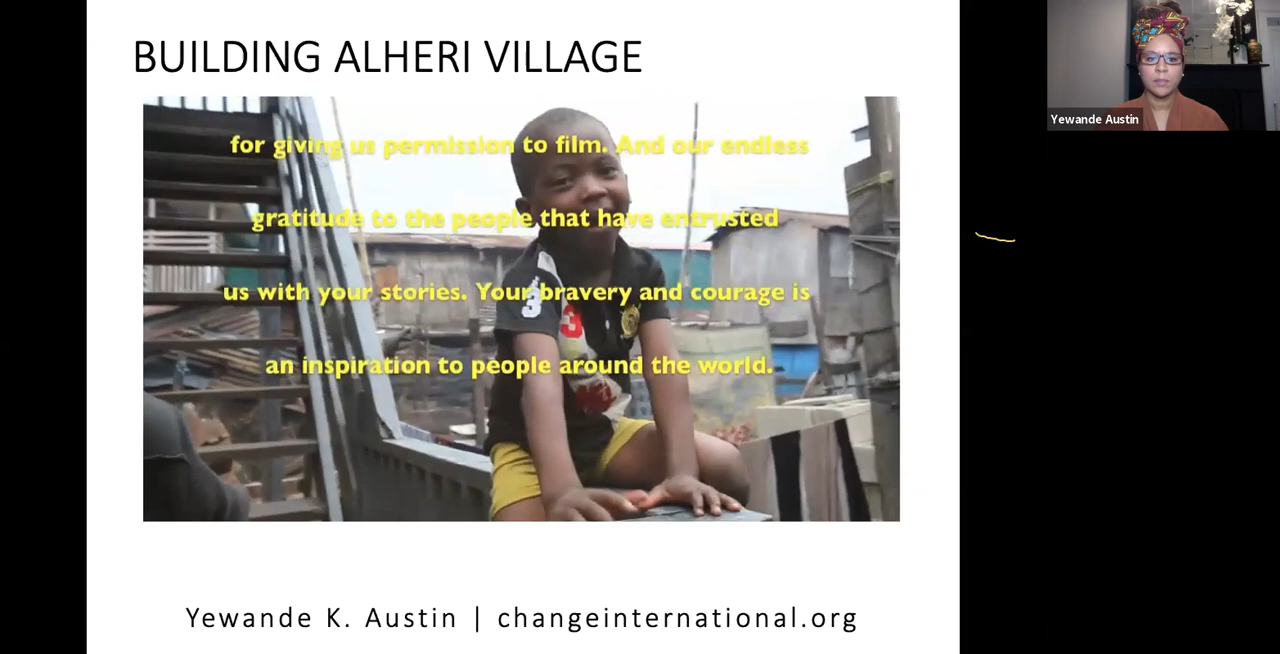 BUILDING ALHERI VILLAGE
for giving us permission to film. And our endless
gratitude to the people that have entrusted
us with your stories. Your bravery and courage is
an inspiration to people around the world.
3
3
Yewande K. Austin | changeinternational.org
Yewande Austin